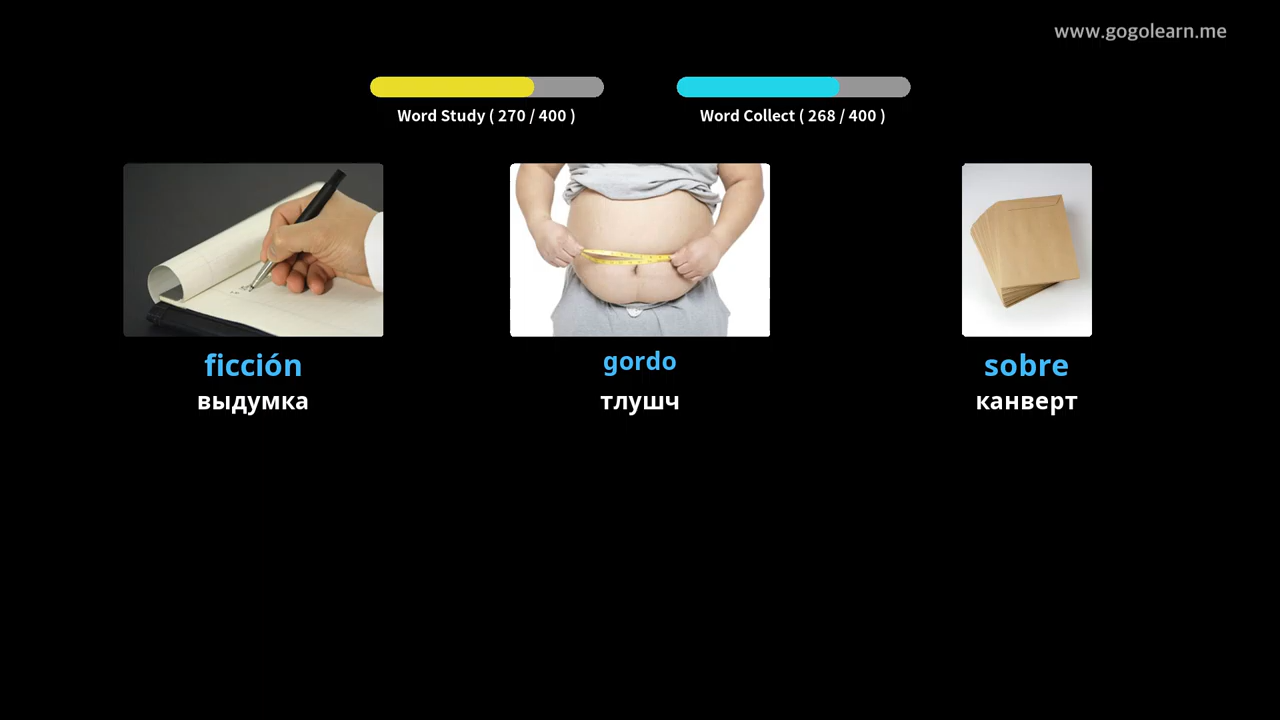 www.gogolearn.me
Word Study ( 270 / 400 )
Word Collect ( 268 / 400 )
ficción
выдумка
gordo
тлушч
sobre
канверт